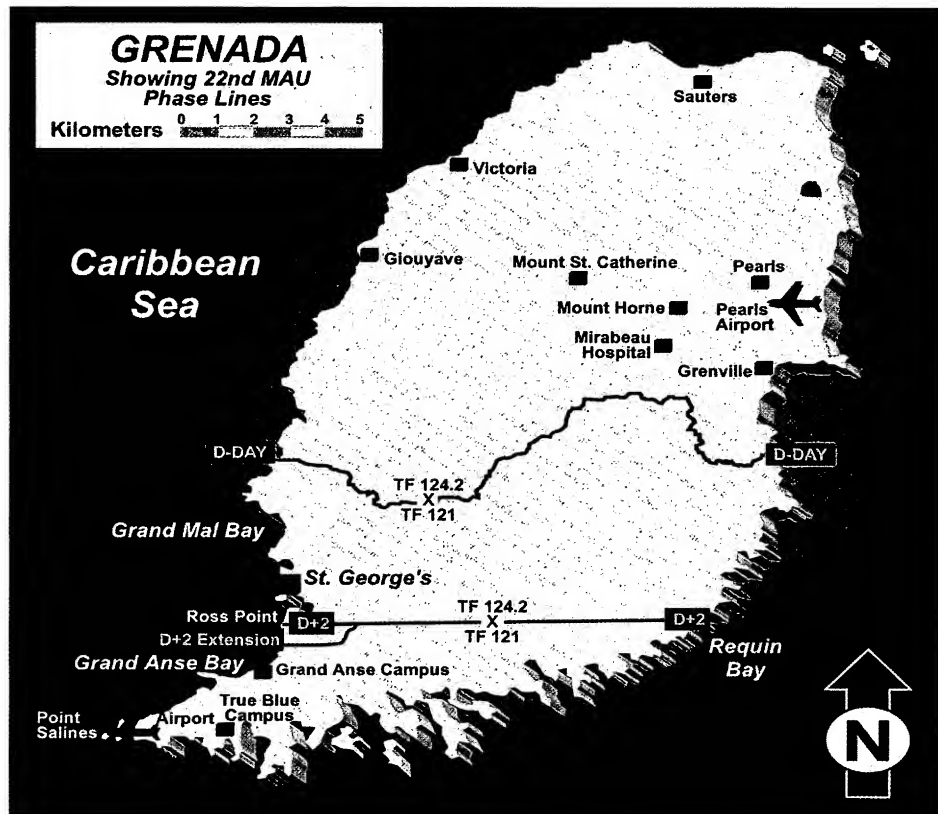 GRENADA
Showing 22nd MAU
Phase Lines
Kilometers 0 1 2 3 4 5
Sauters
Victoria
Caribbean
Sea
Giouyave
Mount St. Catherine
Pearls
Mount Horne
Pearls
Airport
Mirabeau
Hospital
Grenville
D-DAY
D-DAY
TF 124.2
X
TF 121
Grand Mal Bay
St. George's
Ross Point
D+2
TF 124.2
X
TF 121
D+2
D+2 Extension
Requin
Bay
Grand Anse Bay
Grand Anse Campus
True Blue
Campus
Airport
Point
Salines
N